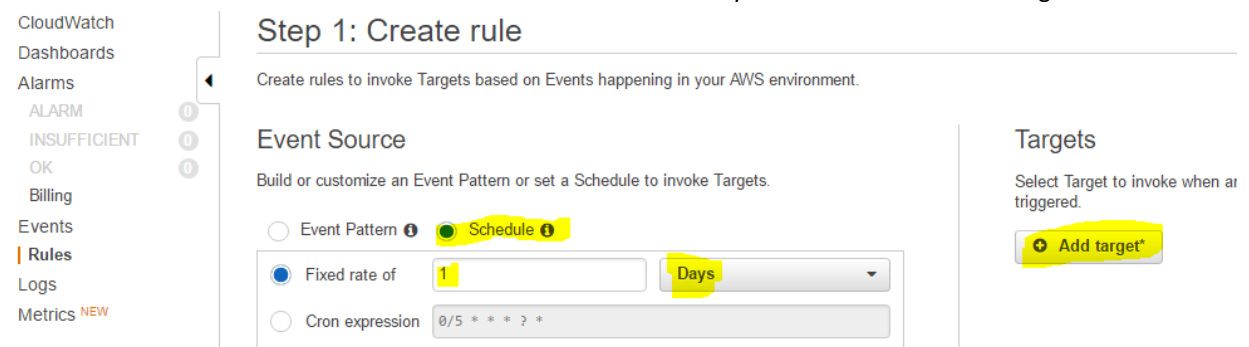 CloudWatch
Dashboards
Alarms
ALARM 0
INSUFFICIENT 0
OK 0
Billing
Events
Rules
Logs
Metrics NEW
Step 1: Create rule
Create rules to invoke Targets based on Events happening in your AWS environment.
Event Source
Build or customize an Event Pattern or set a Schedule to invoke Targets.
Event Pattern Schedule
Fixed rate of 1 Days
Cron expression 0/5 * * * ? *
Targets
Select Target to invoke when
triggered.
Add target*